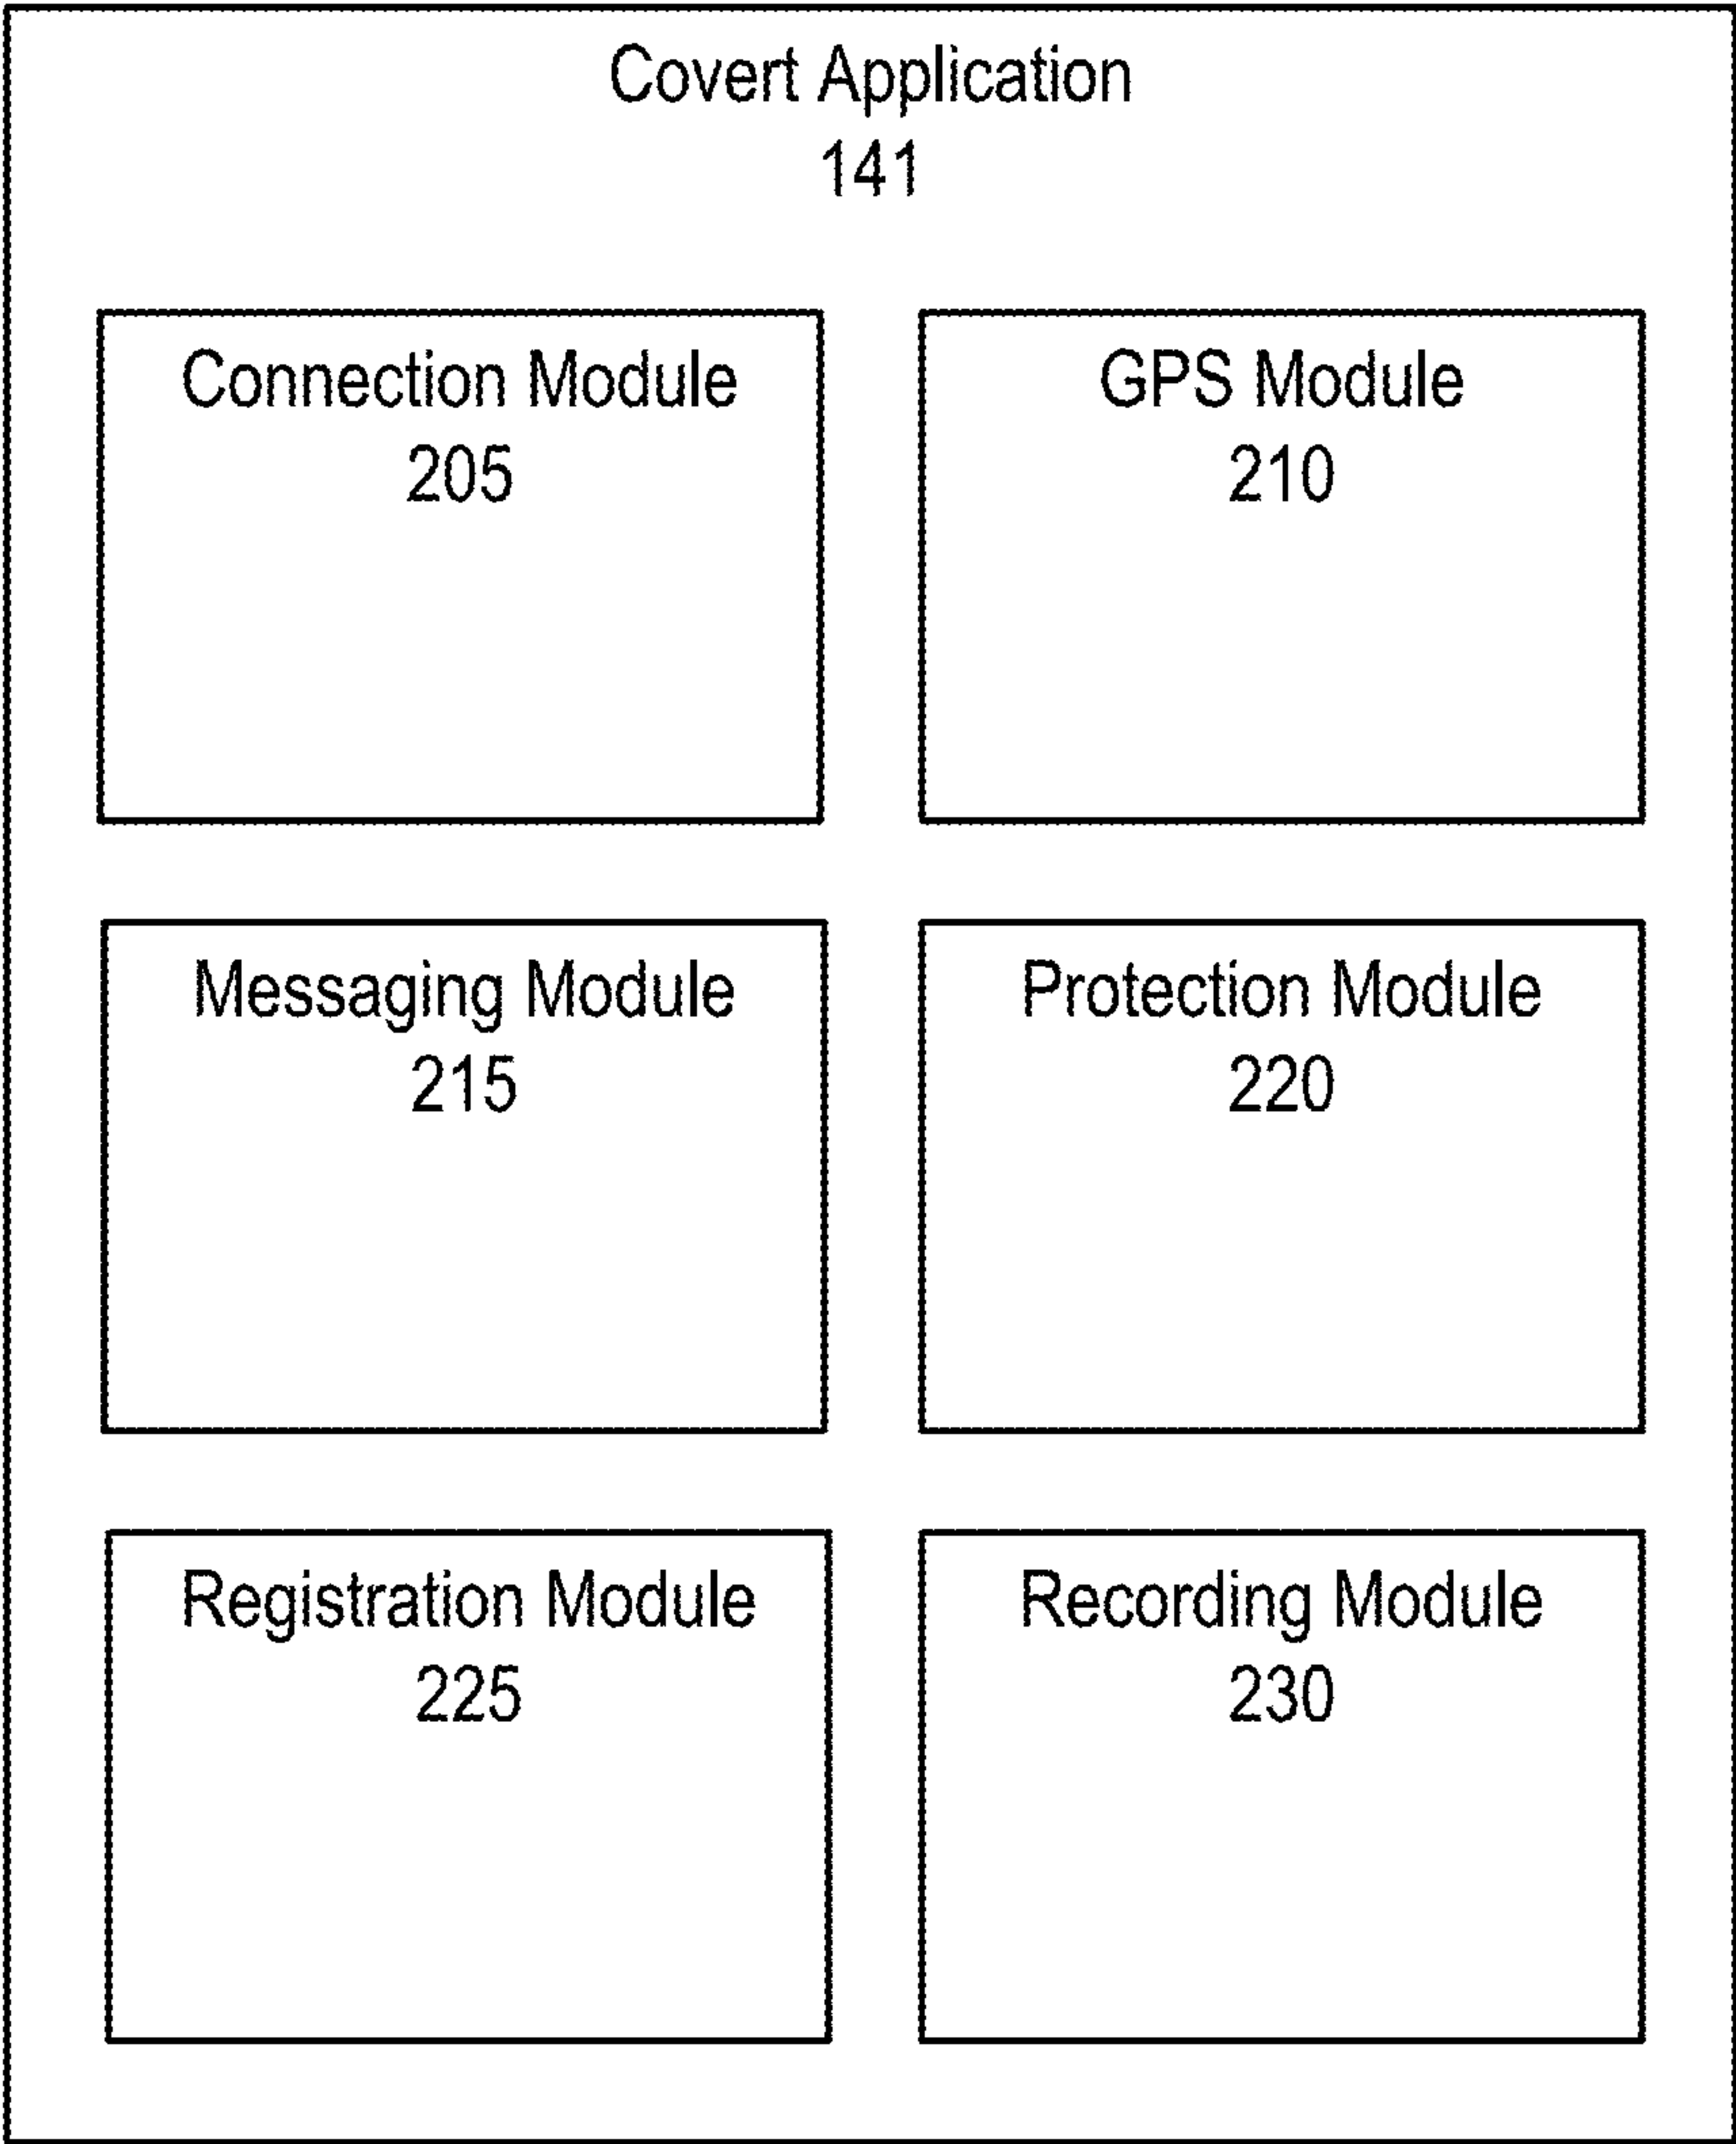 Covert Application
141
Connection Module
205
GPS Module
210
Messaging Module
215
Protection Module
220
Registration Module
225
Recording Module
230